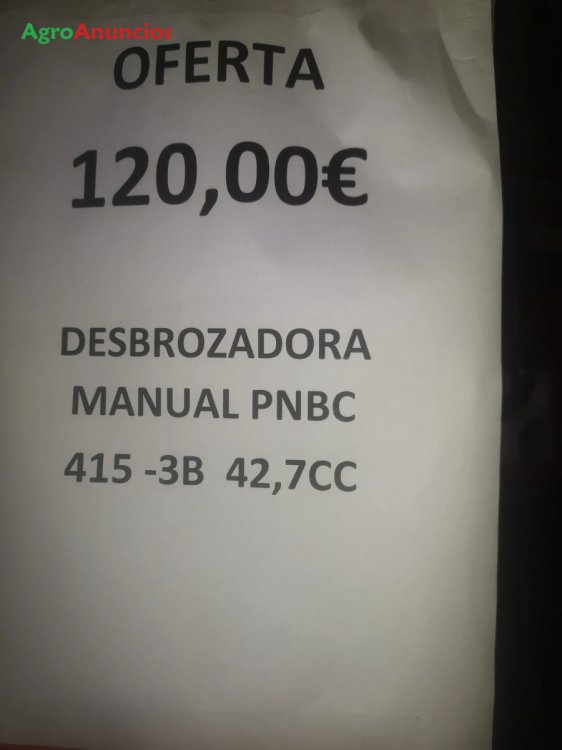 AgroAnuncios
OFERTA
120,00€
DESBROZADORA
MANUAL PNBC
415 -3B 42,7CC